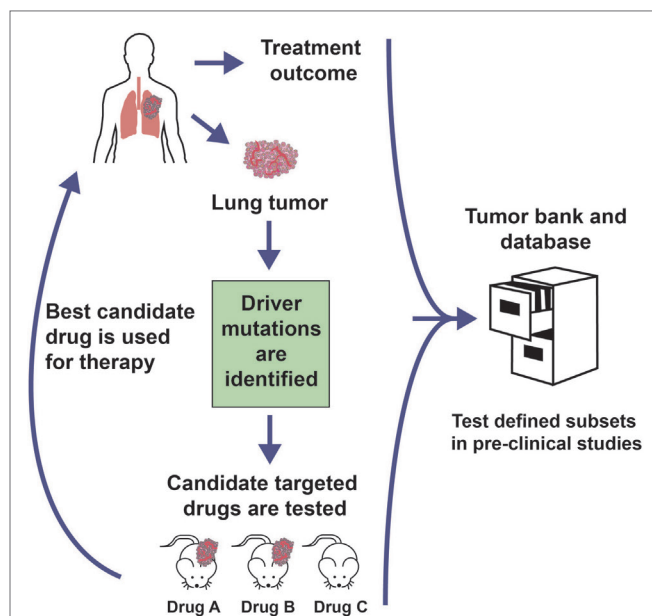 Treatment
outcome
Lung tumor
Driver
mutations
are
identified
Best candidate
drug is used
for therapy
Candidate targeted
drugs are tested
Drug A
Drug B
Drug C
Tumor bank and
database
Test defined subsets
in pre-clinical studies